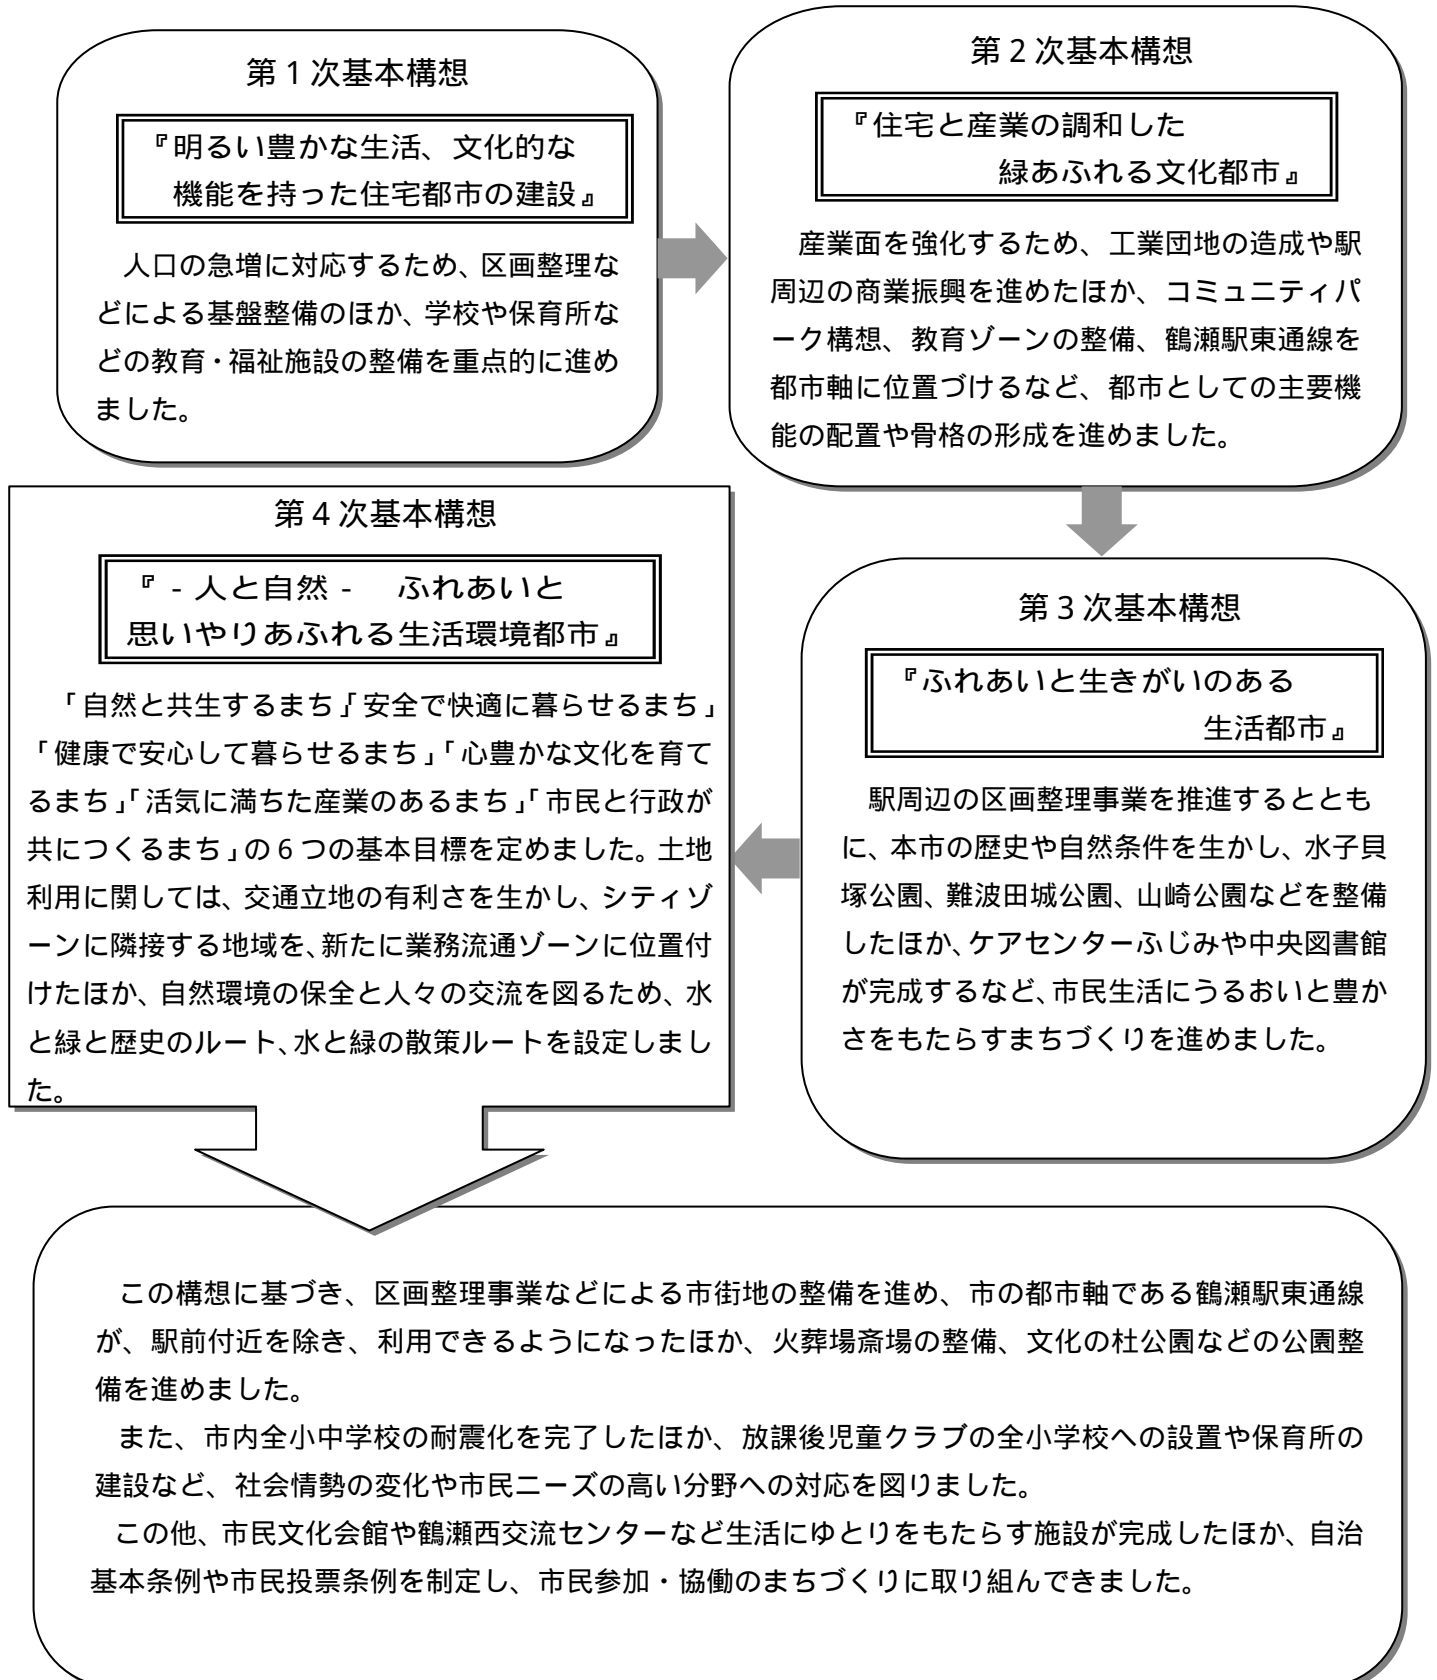 第１次基本構想
『明るい豊かな生活、文化的な
機能を持った住宅都市の建設』
人口の急増に対応するため、区画整理な
どによる基盤整備のほか、学校や保育所な
どの教育・福祉施設の整備を重点的に進め
ました。
第２次基本構想
『住宅と産業の調和した
緑あふれる文化都市』
産業面を強化するため、工業団地の造成や駅
周辺の商業振興を進めたほか、コミュニティパ
ーク構想、教育ゾーンの整備、鶴瀬駅東通線を
都市軸に位置づけるなど、都市としての主要機
能の配置や骨格の形成を進めました。
第３次基本構想
『ふれあいと生きがいのある
生活都市』
駅周辺の区画整理事業を推進するととも
に、本市の歴史や自然条件を生かし、水子貝
塚公園、難波田城公園、山崎公園などを整備
したほか、ケアセンターふじみや中央図書館
が完成するなど、市民生活にうるおいと豊か
さをもたらすまちづくりを進めました。
第４次基本構想
『 - 人と自然 -　ふれあいと
思いやりあふれる生活環境都市』
「自然と共生するまち」「安全で快適に暮らせるまち」
「健康で安心して暮らせるまち」「心豊かな文化を育て
るまち」「活気に満ちた産業のあるまち」「市民と行政が
共につくるまち」の６つの基本目標を定めました。土地
利用に関しては、交通立地の有利さを生かし、シティゾ
ーンに隣接する地域を、新たに業務流通ゾーンに位置付
けたほか、自然環境の保全と人々の交流を図るため、水
と緑と歴史のルート、水と緑の散策ルートを設定しまし
た。
この構想に基づき、区画整理事業などによる市街地の整備を進め、市の都市軸である鶴瀬駅東通線
が、駅前付近を除き、利用できるようになったほか、火葬場斎場の整備、文化の杜公園などの公園整
備を進めました。
また、市内全小中学校の耐震化を完了したほか、放課後児童クラブの全小学校への設置や保育所の
建設など、社会情勢の変化や市民ニーズの高い分野への対応を図りました。
この他、市民文化会館や鶴瀬西交流センターなど生活にゆとりをもたらす施設が完成したほか、自治
基本条例や市民投票条例を制定し、市民参加・協働のまちづくりに取り組んできました。